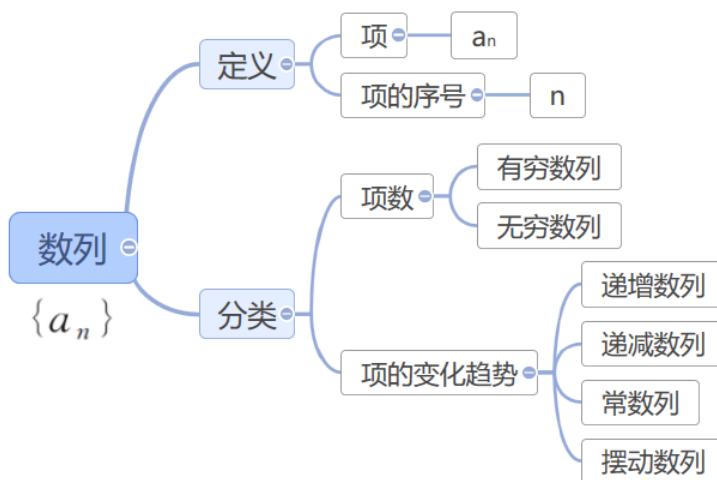 数列
{aₙ}
定义
项
aₙ
项的序号
n
分类
项数
有穷数列
无穷数列
项的变化趋势
递增数列
递减数列
常数列
摆动数列